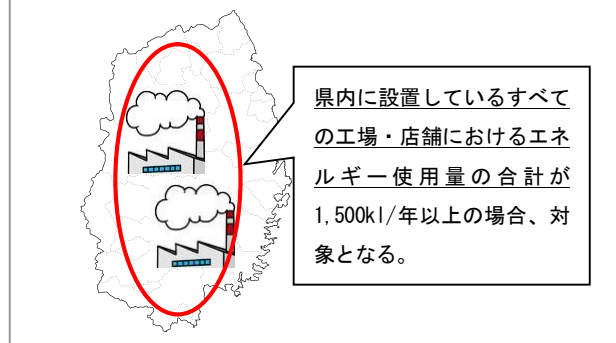 県内に設置しているすべて
の工場・店舗におけるエネ
ルギー使用量の合計が
1,500kl/年以上の場合、対
象となる。